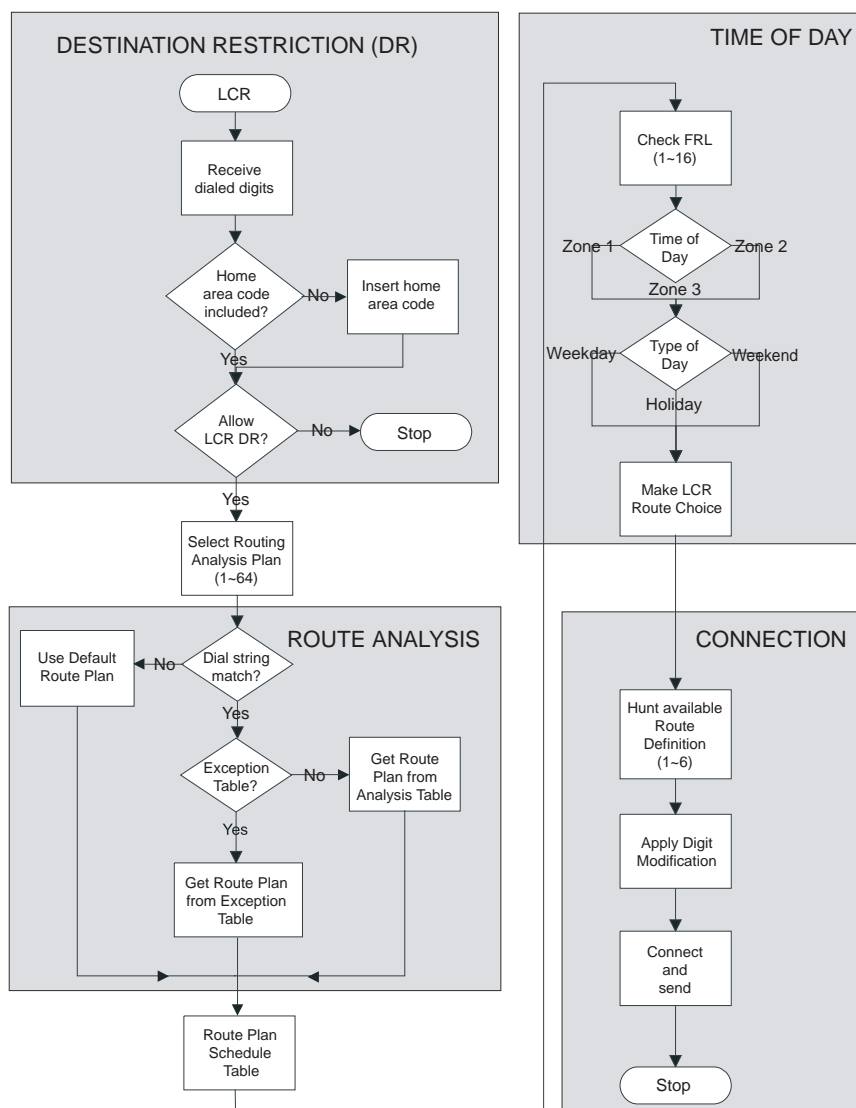 DESTINATION RESTRICTION (DR)
LCR
Receive
dialed digits
Home
area code
included?
No
Insert home
area code
Yes
Allow
LCR DR?
No
Stop
Yes
Select Routing
Analysis Plan
(1~64)
ROUTE ANALYSIS
Use Default
Route Plan
No
Dial string
match?
Yes
Exception
Table?
No
Get Route
Plan from
Analysis Table
Yes
Get Route Plan
from Exception
Table
Route Plan
Schedule
Table
TIME OF DAY
Check FRL
(1~16)
Zone 1
Time of
Day
Zone 2
Zone 3
Weekday
Type of
Day
Weekend
Holiday
Make LCR
Route Choice
CONNECTION
Hunt available
Route
Definition
(1~6)
Apply Digit
Modification
Connect
and
send
Stop